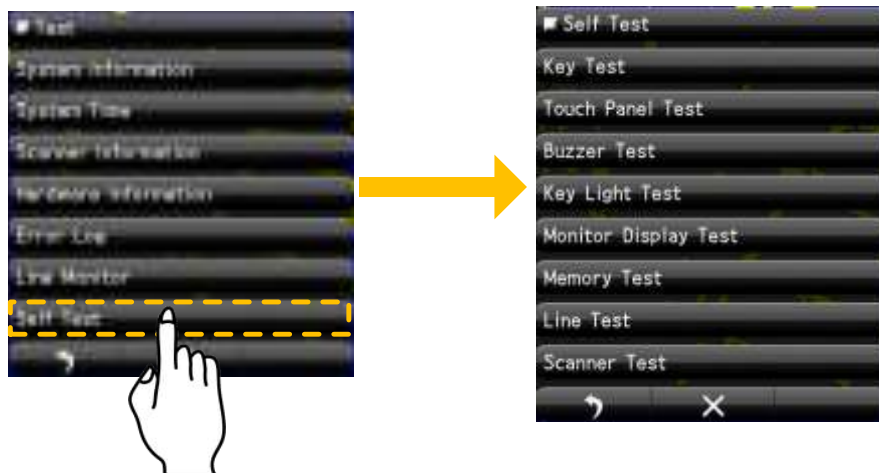 Test
System Information
System Time
Scanner Information
Hardware Information
Error Log
Line Monitor
Self Test
Self Test
Key Test
Touch Panel Test
Buzzer Test
Key Light Test
Monitor Display Test
Memory Test
Line Test
Scanner Test